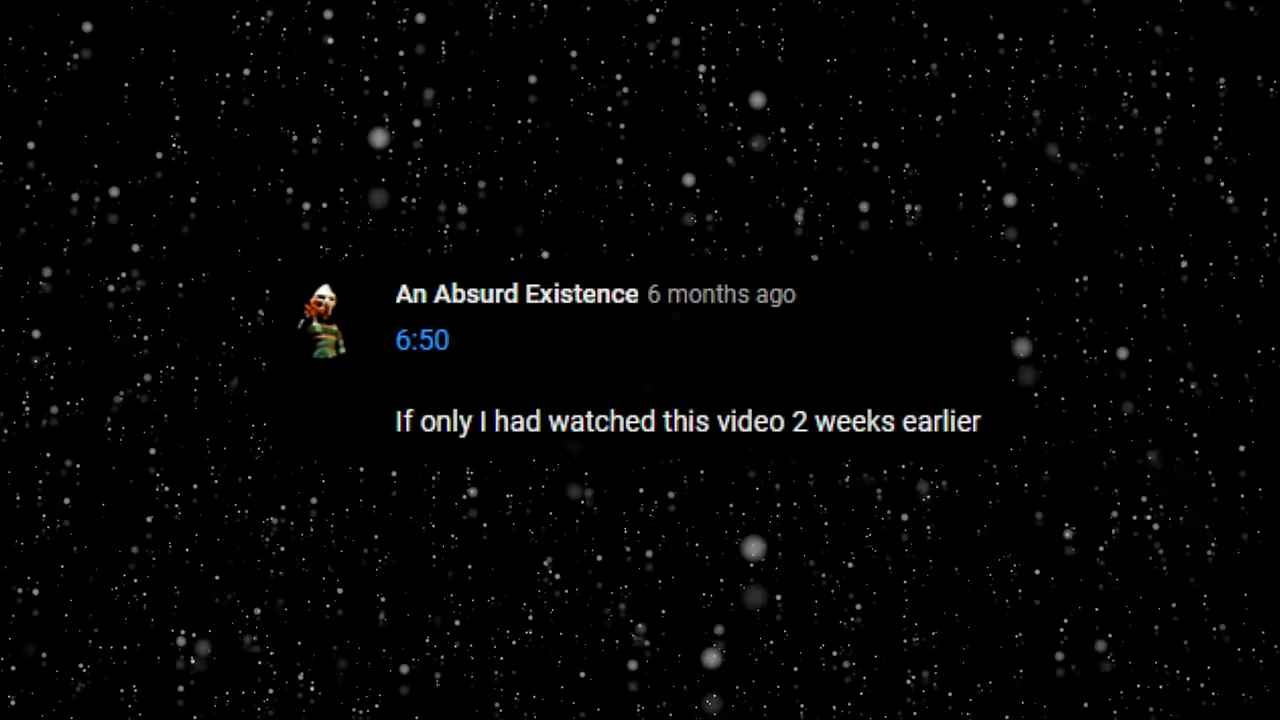 An Absurd Existence 6 months ago
6:50
If only I had watched this video 2 weeks earlier